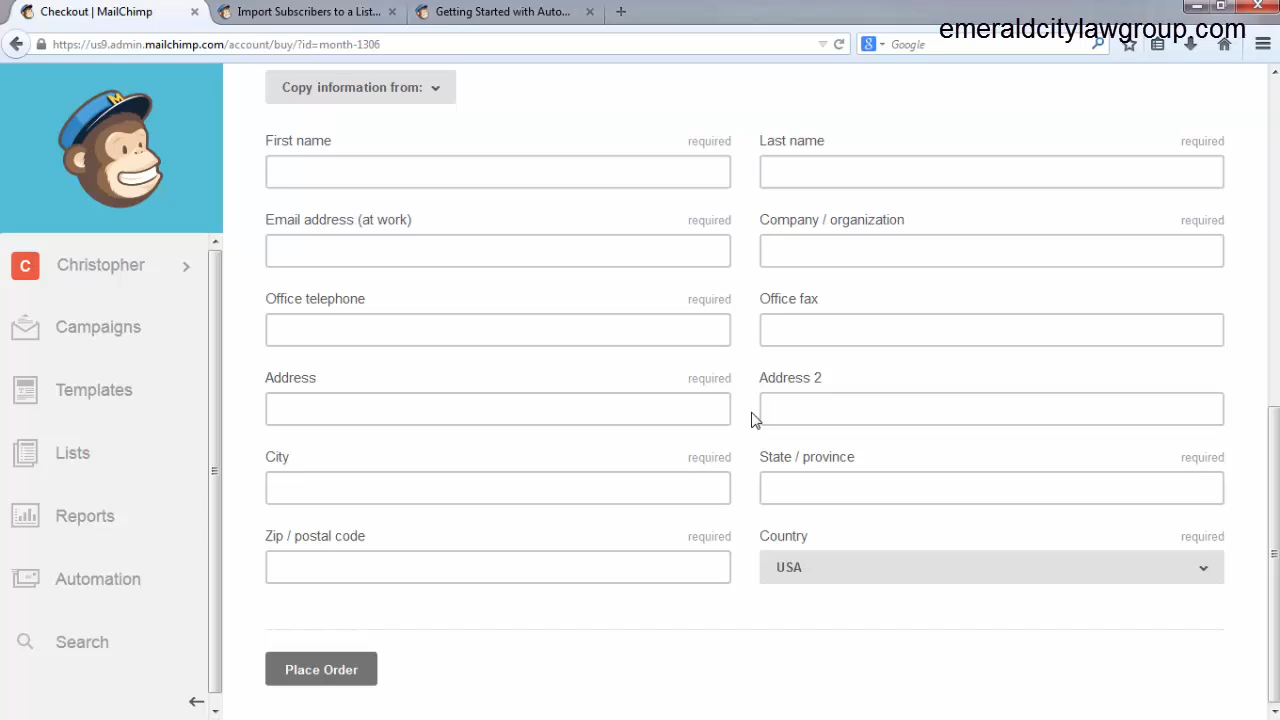 Checkout | MailChimp
Import Subscribers to a List...
Getting Started with Auto...
emeraldcitylawgroup.com
https://us9.admin.mailchimp.com/account/buy/?id=month-1306
Google
Copy information from:
First name required
Last name required
Email address (at work) required
Company / organization required
Office telephone required
Office fax
Address required
Address 2
City required
State / province required
Zip / postal code required
Country required
USA
Place Order
M
C Christopher
Campaigns
Templates
Lists
Reports
Automation
Search